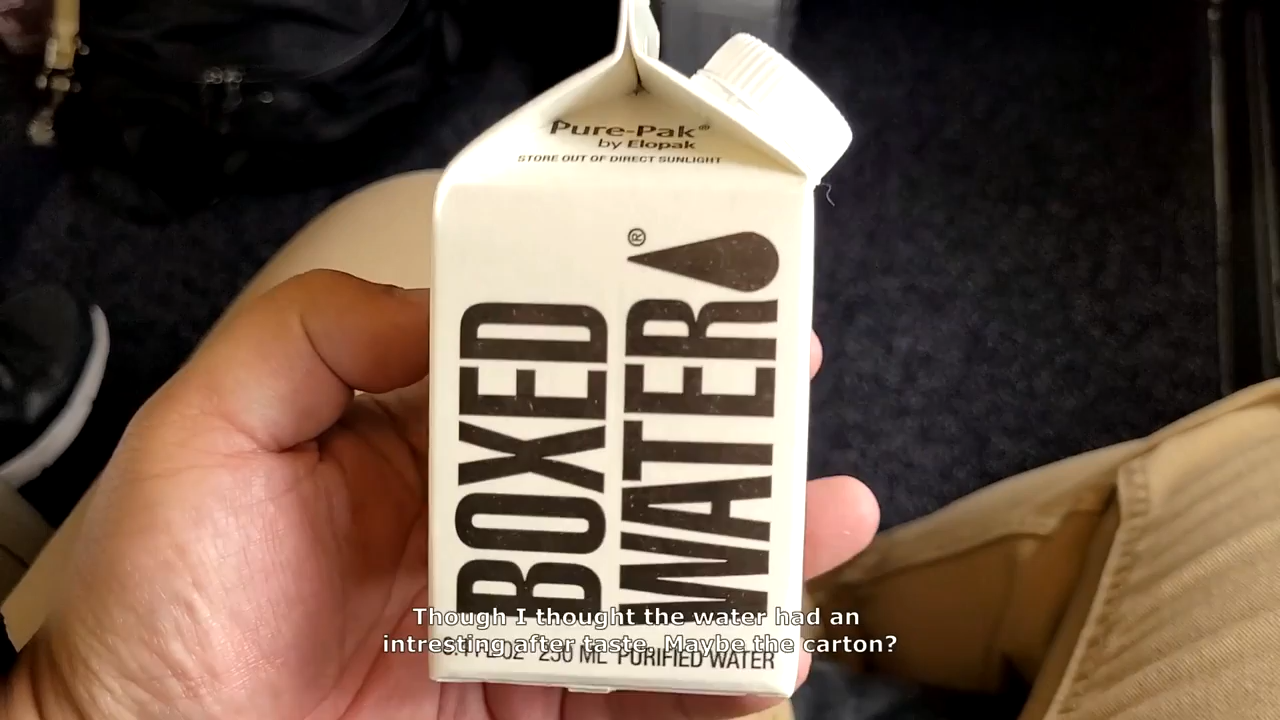 Pure-Pak®
by Elopak
STORE OUT OF DIRECT SUNLIGHT
BOXED
WATER®
Though I thought the water had an
intresting after taste. Maybe the carton?
250 ML PURIFIED WATER